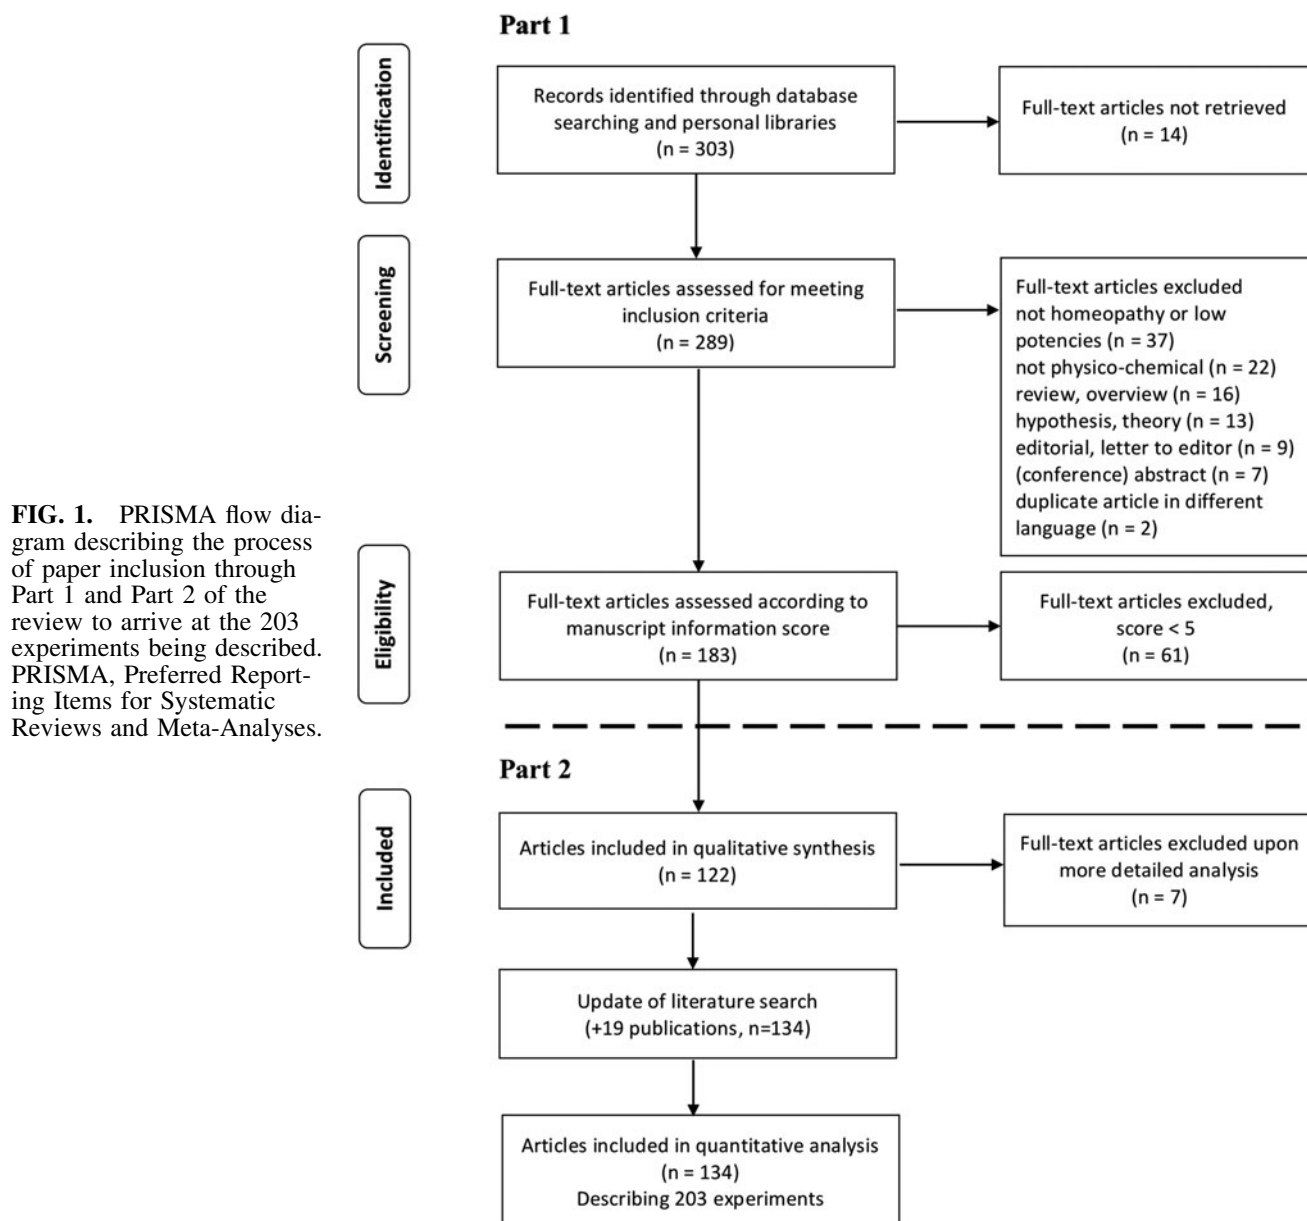 Part 1
Identification
Records identified through database
searching and personal libraries
(n = 303)
Full-text articles not retrieved
(n = 14)
Screening
Full-text articles assessed for meeting
inclusion criteria
(n = 289)
Full-text articles excluded
not homeopathy or low
potencies (n = 37)
not physico-chemical (n = 22)
review, overview (n = 16)
hypothesis, theory (n = 13)
editorial, letter to editor (n = 9)
(conference) abstract (n = 7)
duplicate article in different
language (n = 2)
FIG. 1. PRISMA flow dia-
gram describing the process
of paper inclusion through
Part 1 and Part 2 of the
review to arrive at the 203
experiments being described.
PRISMA, Preferred Report-
ing Items for Systematic
Reviews and Meta-Analyses.
Eligibility
Full-text articles assessed according to
manuscript information score
(n = 183)
Full-text articles excluded,
score < 5
(n = 61)
Part 2
Included
Articles included in qualitative synthesis
(n = 122)
Full-text articles excluded upon
more detailed analysis
(n = 7)
Update of literature search
(+19 publications, n=134)
Articles included in quantitative analysis
(n = 134)
Describing 203 experiments